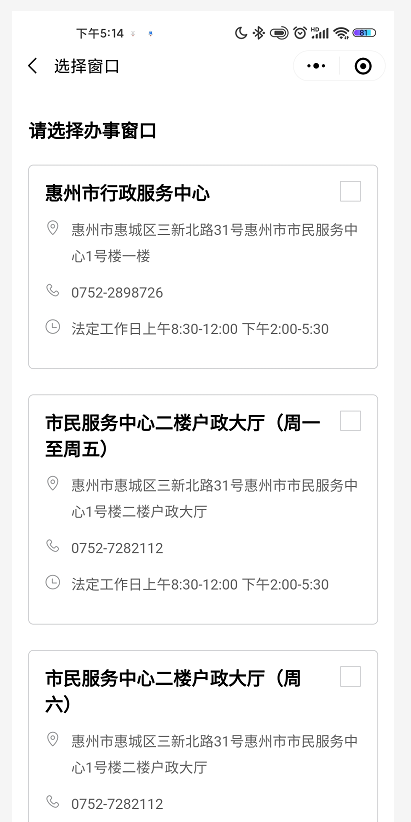 下午5:14
HD
81
选择窗口
请选择办事窗口
惠州市行政服务中心
惠州市惠城区三新北路31号惠州市市民服务中
心1号楼一楼
0752-2898726
法定工作日上午8:30-12:00 下午2:00-5:30
市民服务中心二楼户政大厅（周一
至周五）
惠州市惠城区三新北路31号惠州市市民服务中
心1号楼二楼户政大厅
0752-7282112
法定工作日上午8:30-12:00 下午2:00-5:30
市民服务中心二楼户政大厅（周
六）
惠州市惠城区三新北路31号惠州市市民服务中
心1号楼二楼户政大厅
0752-7282112